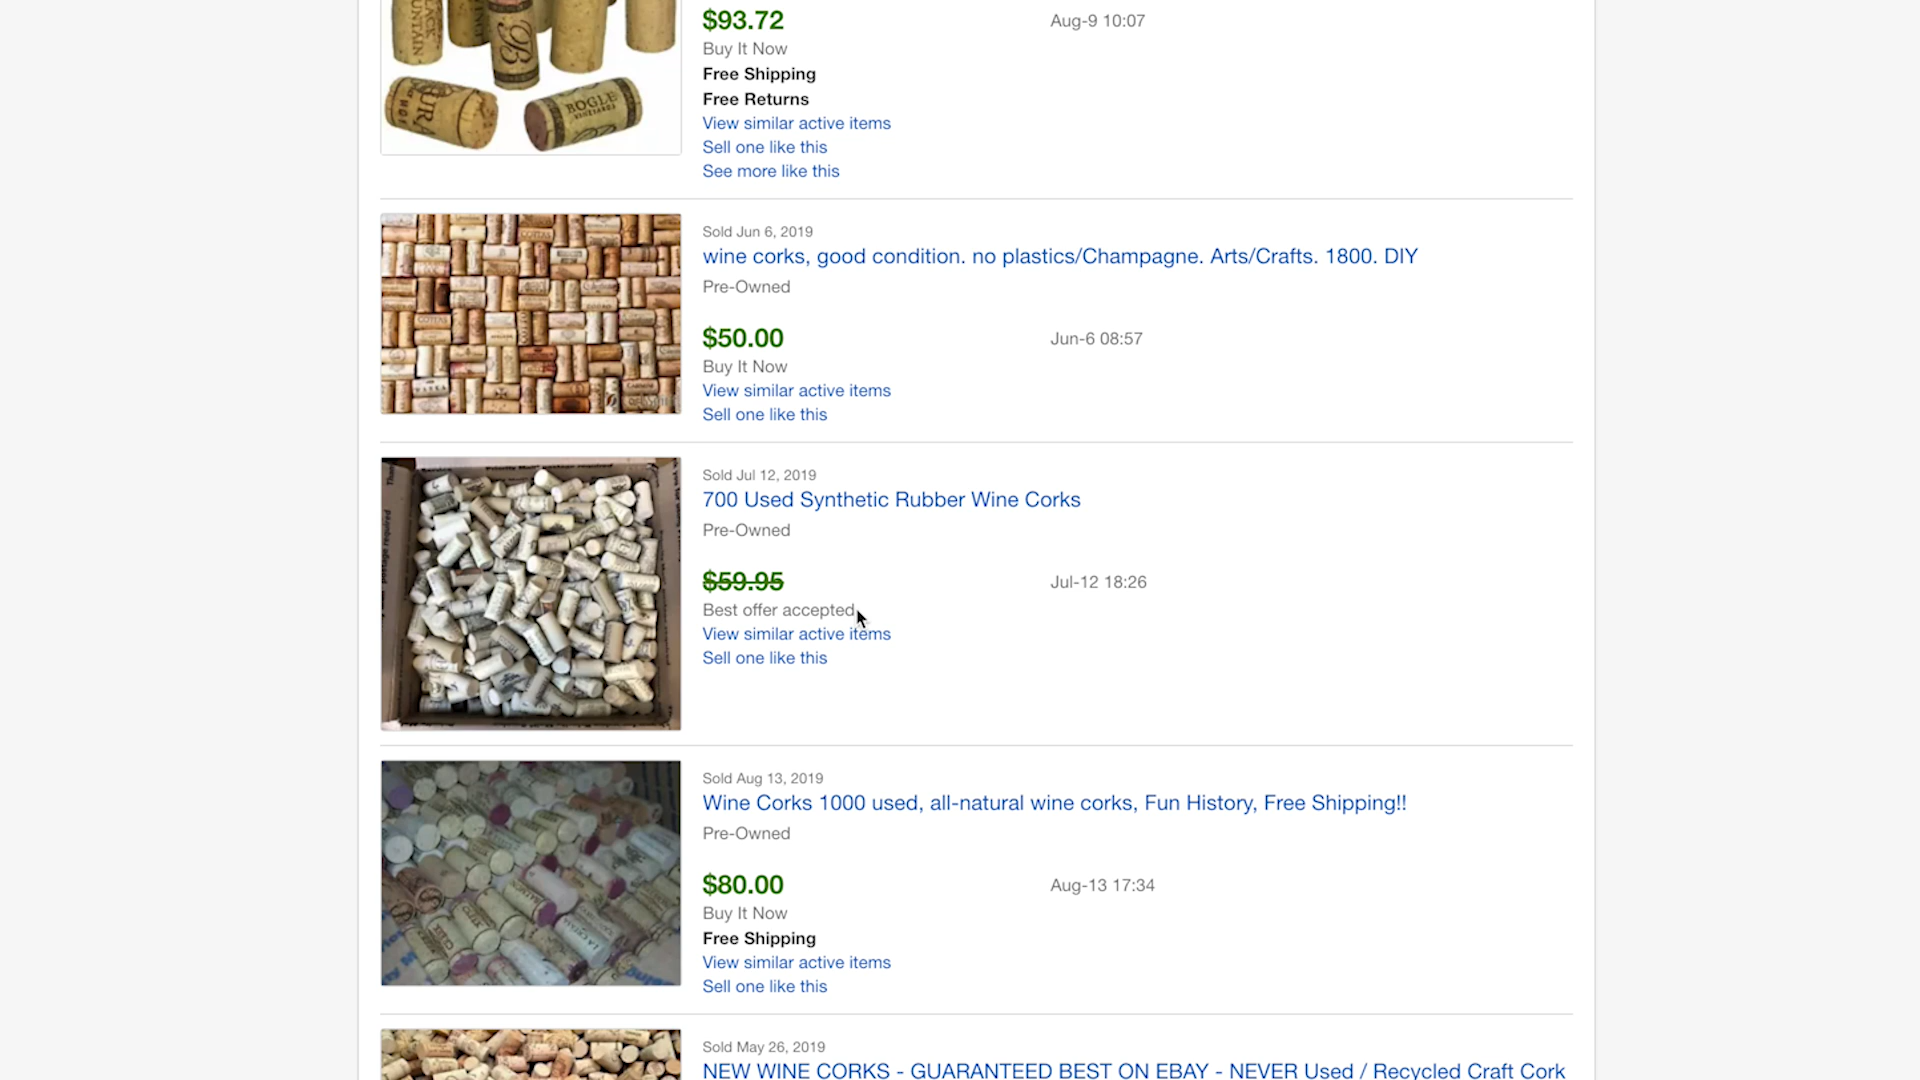 $93.72
Aug-9 10:07
Buy It Now
Free Shipping
Free Returns
View similar active items
Sell one like this
See more like this
BOGLE
Sold Jun 6, 2019
wine corks, good condition. no plastics/Champagne. Arts/Crafts. 1800. DIY
Pre-Owned
$50.00
Jun-6 08:57
Buy It Now
View similar active items
Sell one like this
Sold Jul 12, 2019
700 Used Synthetic Rubber Wine Corks
Pre-Owned
$59.95
Jul-12 18:26
Best offer accepted
View similar active items
Sell one like this
Sold Aug 13, 2019
Wine Corks 1000 used, all-natural wine corks, Fun History, Free Shipping!!
Pre-Owned
$80.00
Aug-13 17:34
Buy It Now
Free Shipping
View similar active items
Sell one like this
Sold May 26, 2019
NEW WINE CORKS - GUARANTEED BEST ON EBAY - NEVER Used / Recycled Craft Cork